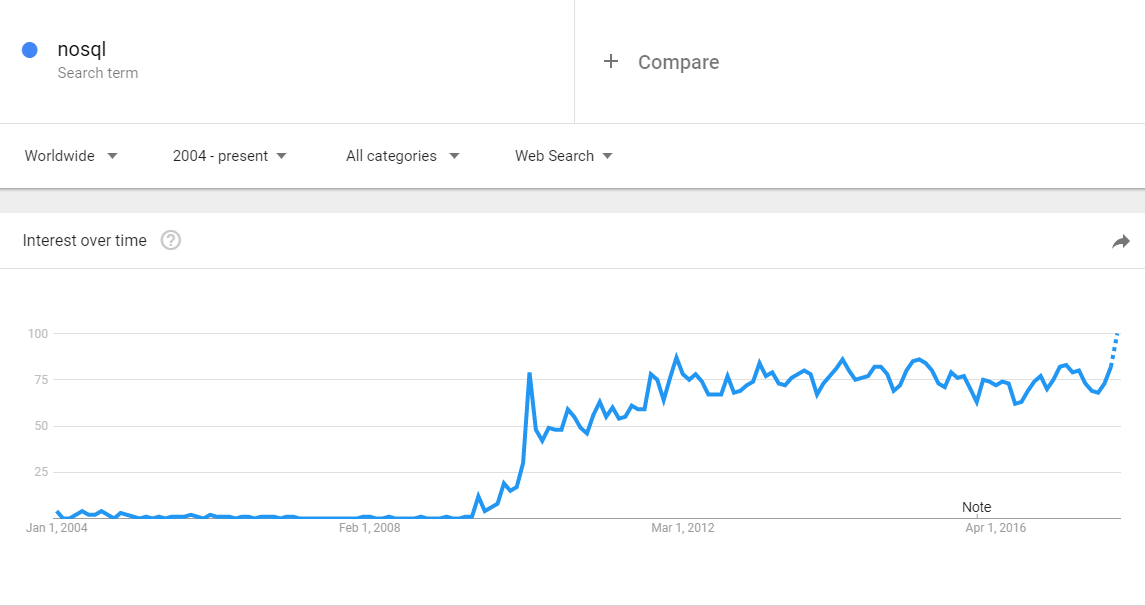 nosql
Search term
+ Compare
Worldwide
2004 - present
All categories
Web Search
Interest over time ?
100
75
50
25
Note
Jan 1, 2004
Feb 1, 2008
Mar 1, 2012
Apr 1, 2016